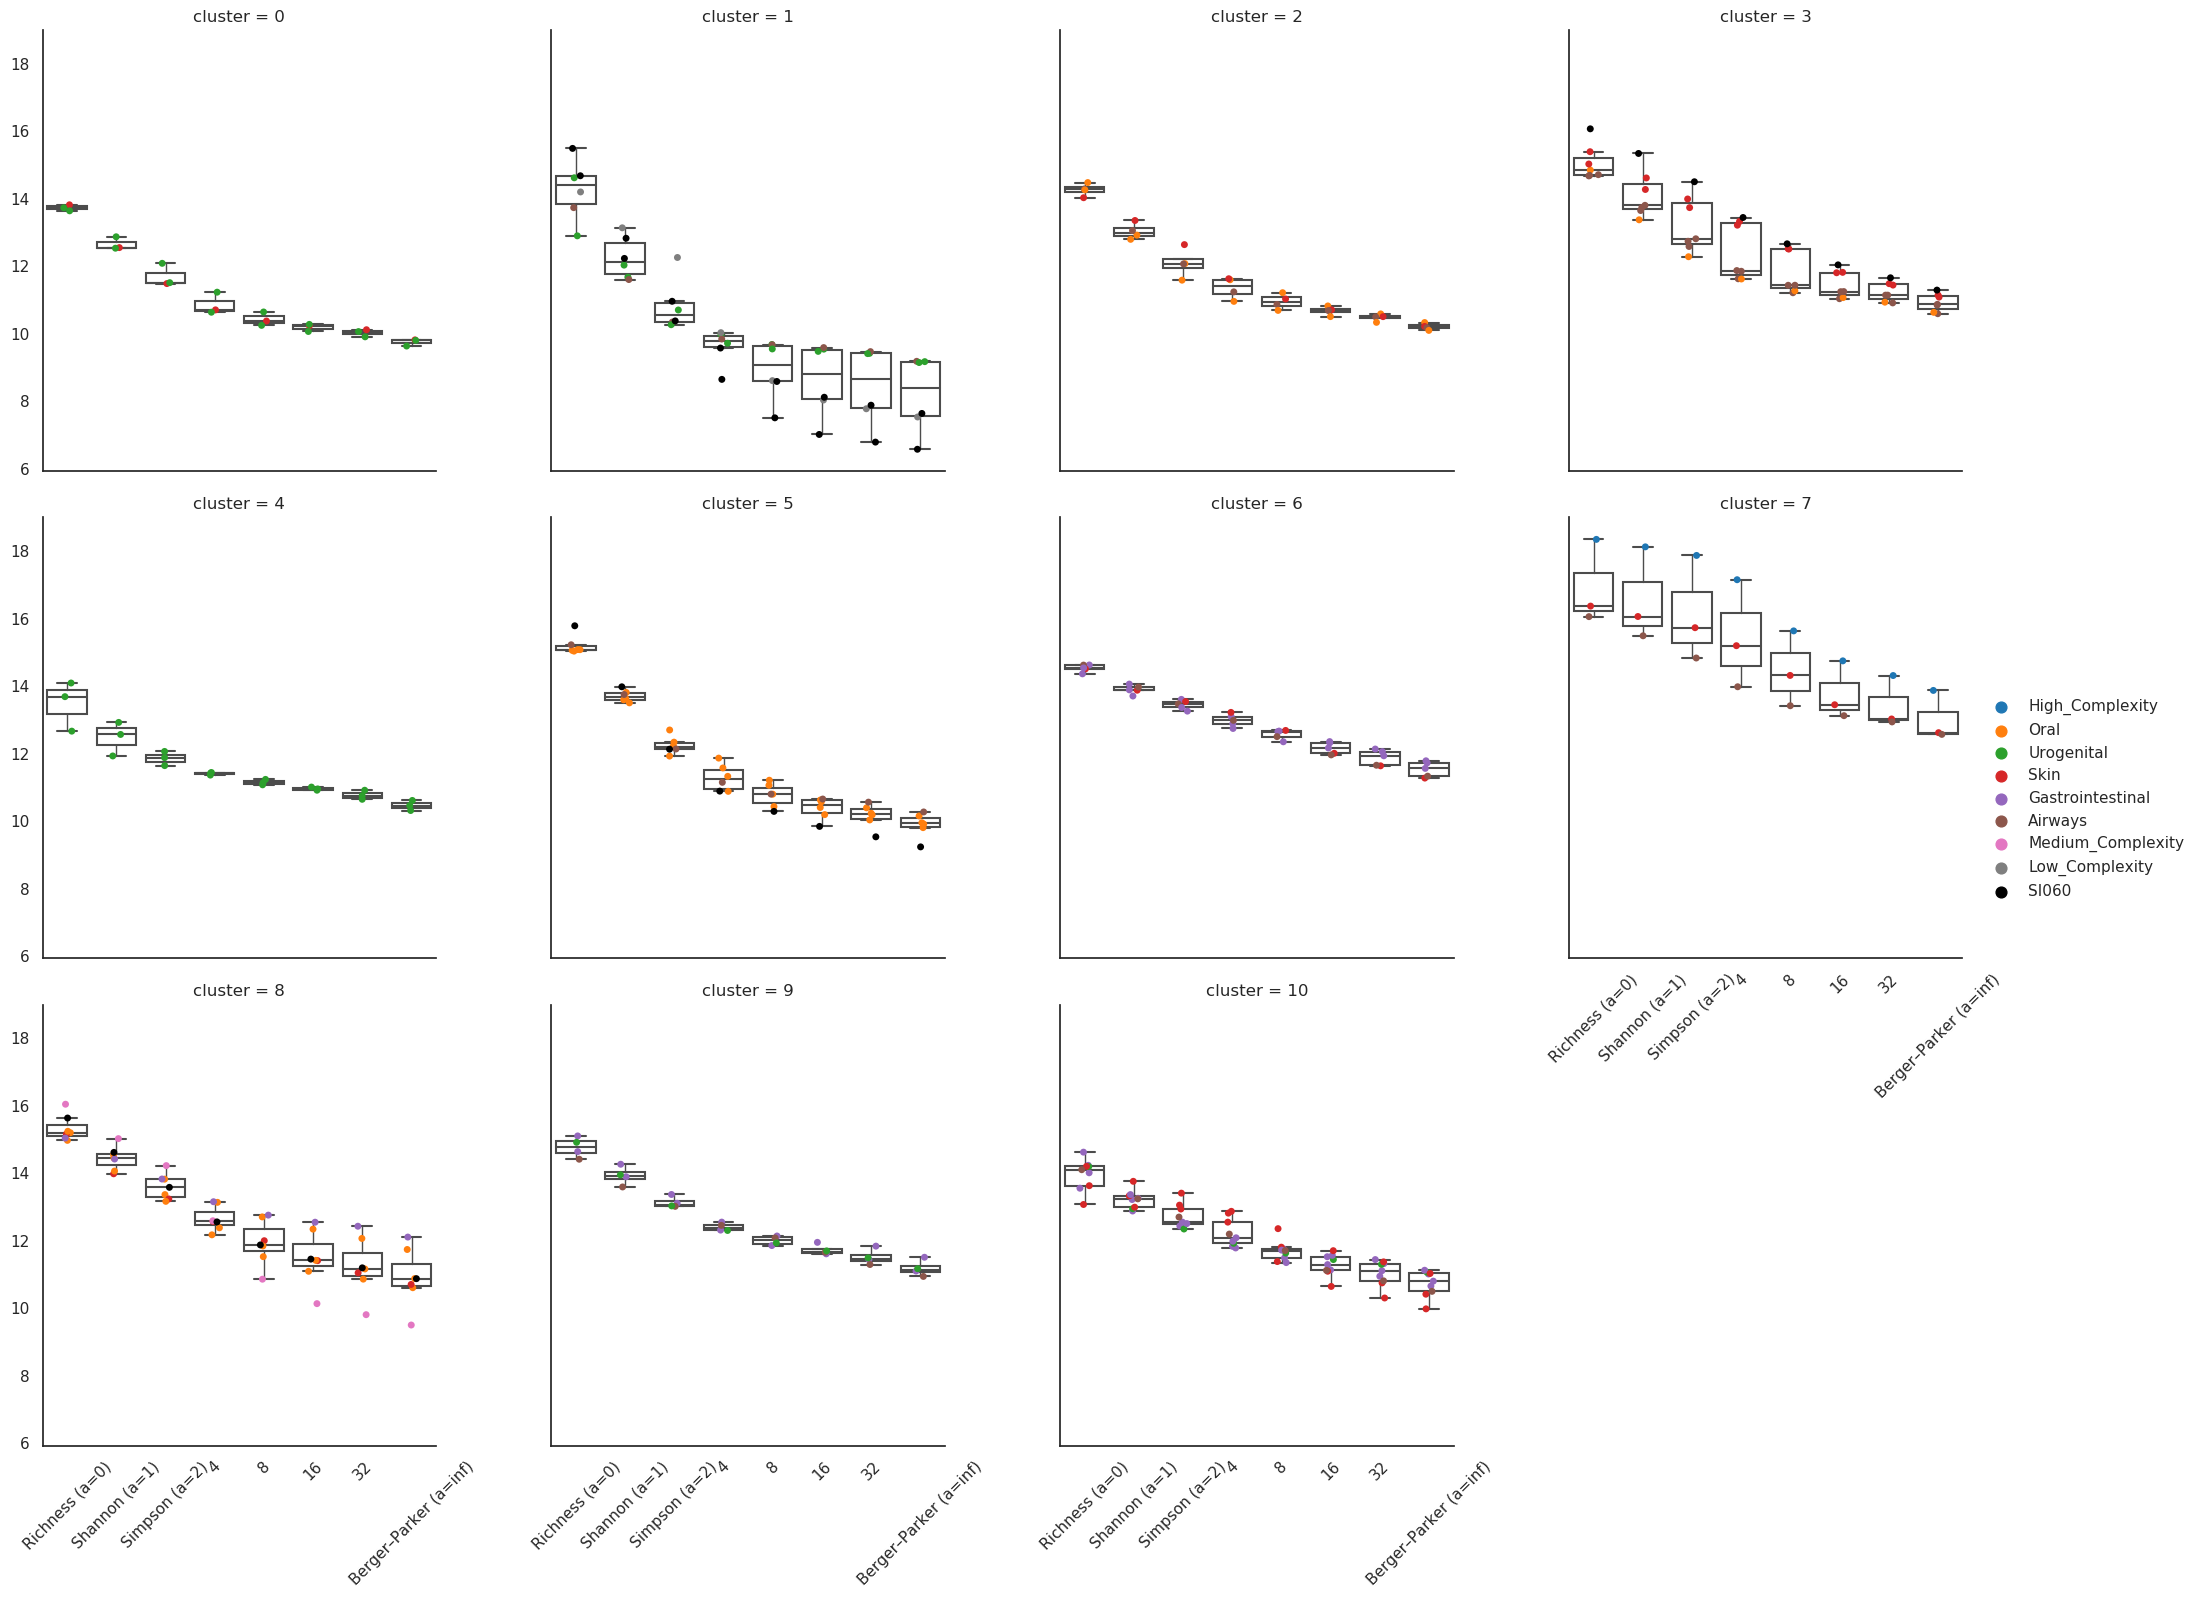 cluster = 0
cluster = 1
cluster = 2
cluster = 3
18
16
14
12
10
8
6
cluster = 4
cluster = 5
cluster = 6
cluster = 7
18
16
14
12
10
8
6
High_Complexity
Oral
Urogenital
Skin
Gastrointestinal
Airways
Medium_Complexity
Low_Complexity
SI060
Richness (a=0)
Shannon (a=1)
Simpson (a=2)
4
8
16
32
Berger–Parker (a=inf)
cluster = 8
cluster = 9
cluster = 10
18
16
14
12
10
8
6
Richness (a=0)
Shannon (a=1)
Simpson (a=2)
4
8
16
32
Berger–Parker (a=inf)
Richness (a=0)
Shannon (a=1)
Simpson (a=2)
4
8
16
32
Berger–Parker (a=inf)
Richness (a=0)
Shannon (a=1)
Simpson (a=2)
4
8
16
32
Berger–Parker (a=inf)